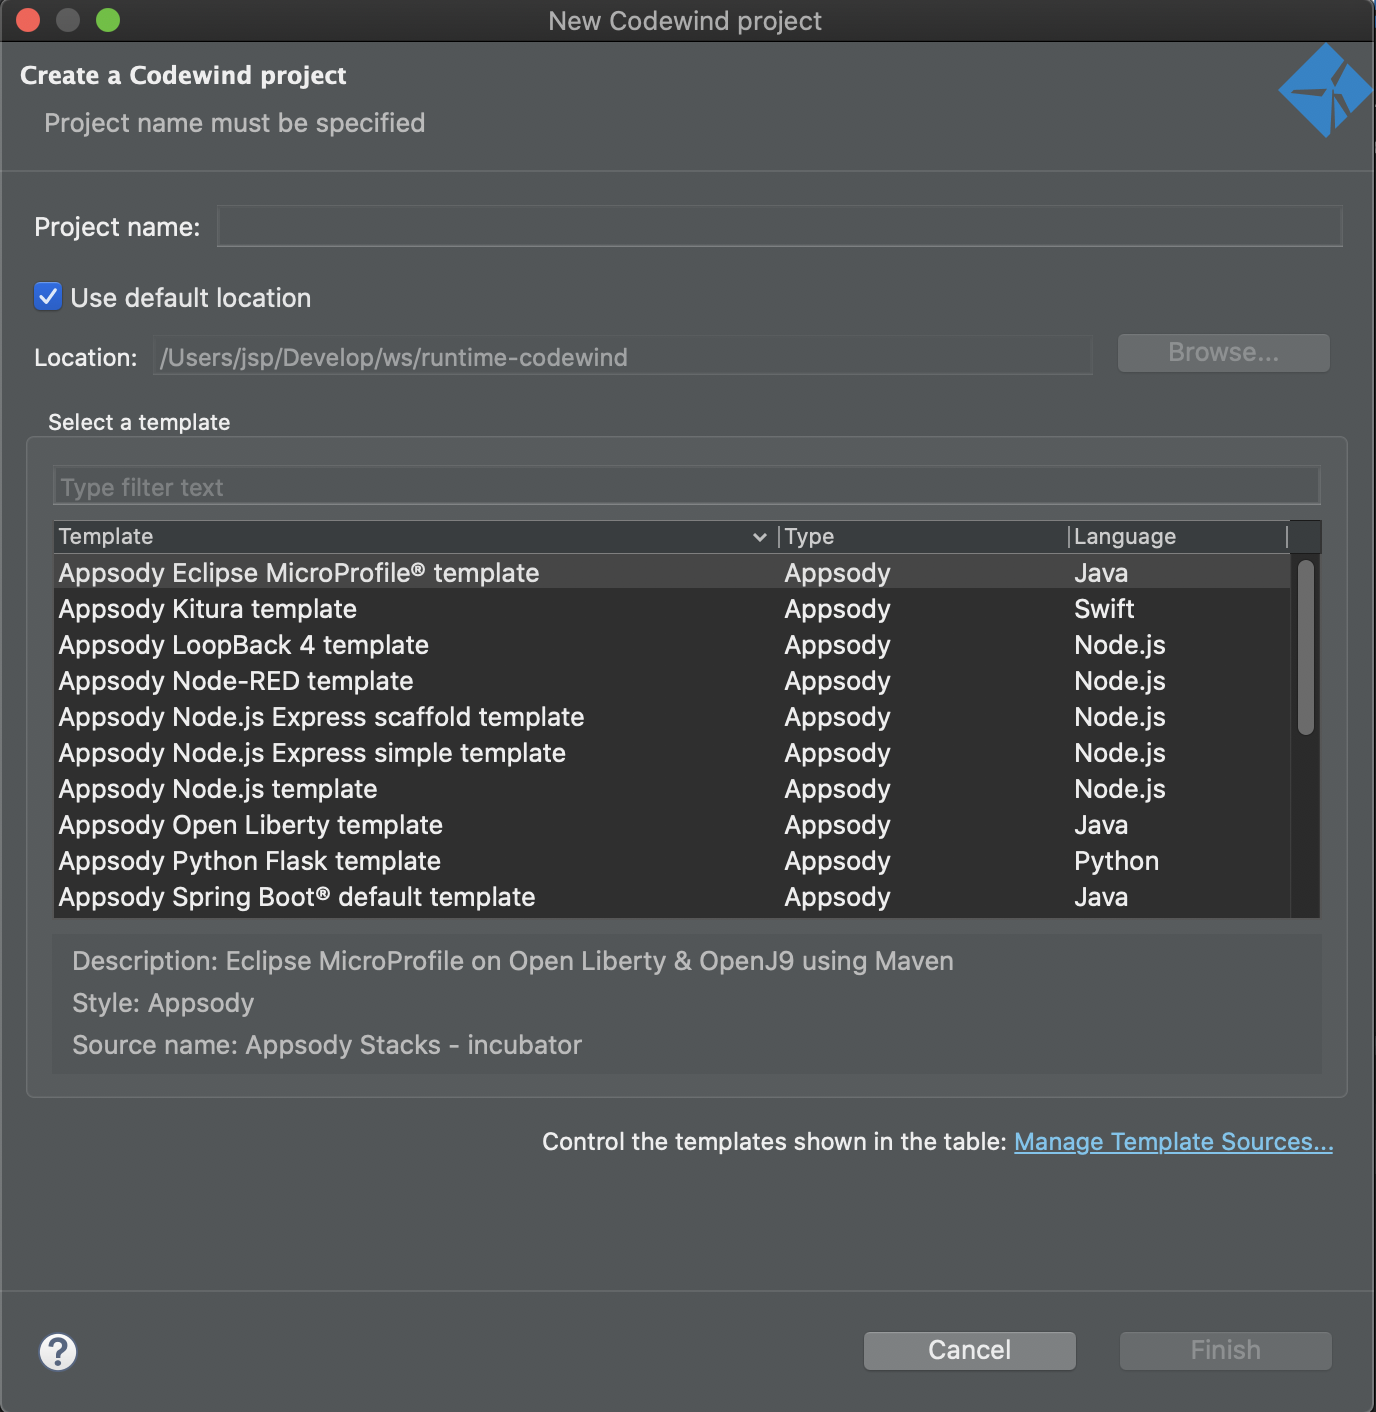 New Codewind project
Create a Codewind project
Project name must be specified
Project name:
Use default location
Location: /Users/jsp/Develop/ws/runtime-codewind Browse...
Select a template
Type filter text
Template Type Language
Appsody Eclipse MicroProfile® template Appsody Java
Appsody Kitura template Appsody Swift
Appsody LoopBack 4 template Appsody Node.js
Appsody Node-RED template Appsody Node.js
Appsody Node.js Express scaffold template Appsody Node.js
Appsody Node.js Express simple template Appsody Node.js
Appsody Node.js template Appsody Node.js
Appsody Open Liberty template Appsody Java
Appsody Python Flask template Appsody Python
Appsody Spring Boot® default template Appsody Java
Description: Eclipse MicroProfile on Open Liberty & OpenJ9 using Maven
Style: Appsody
Source name: Appsody Stacks - incubator
Control the templates shown in the table: Manage Template Sources...
? Cancel Finish